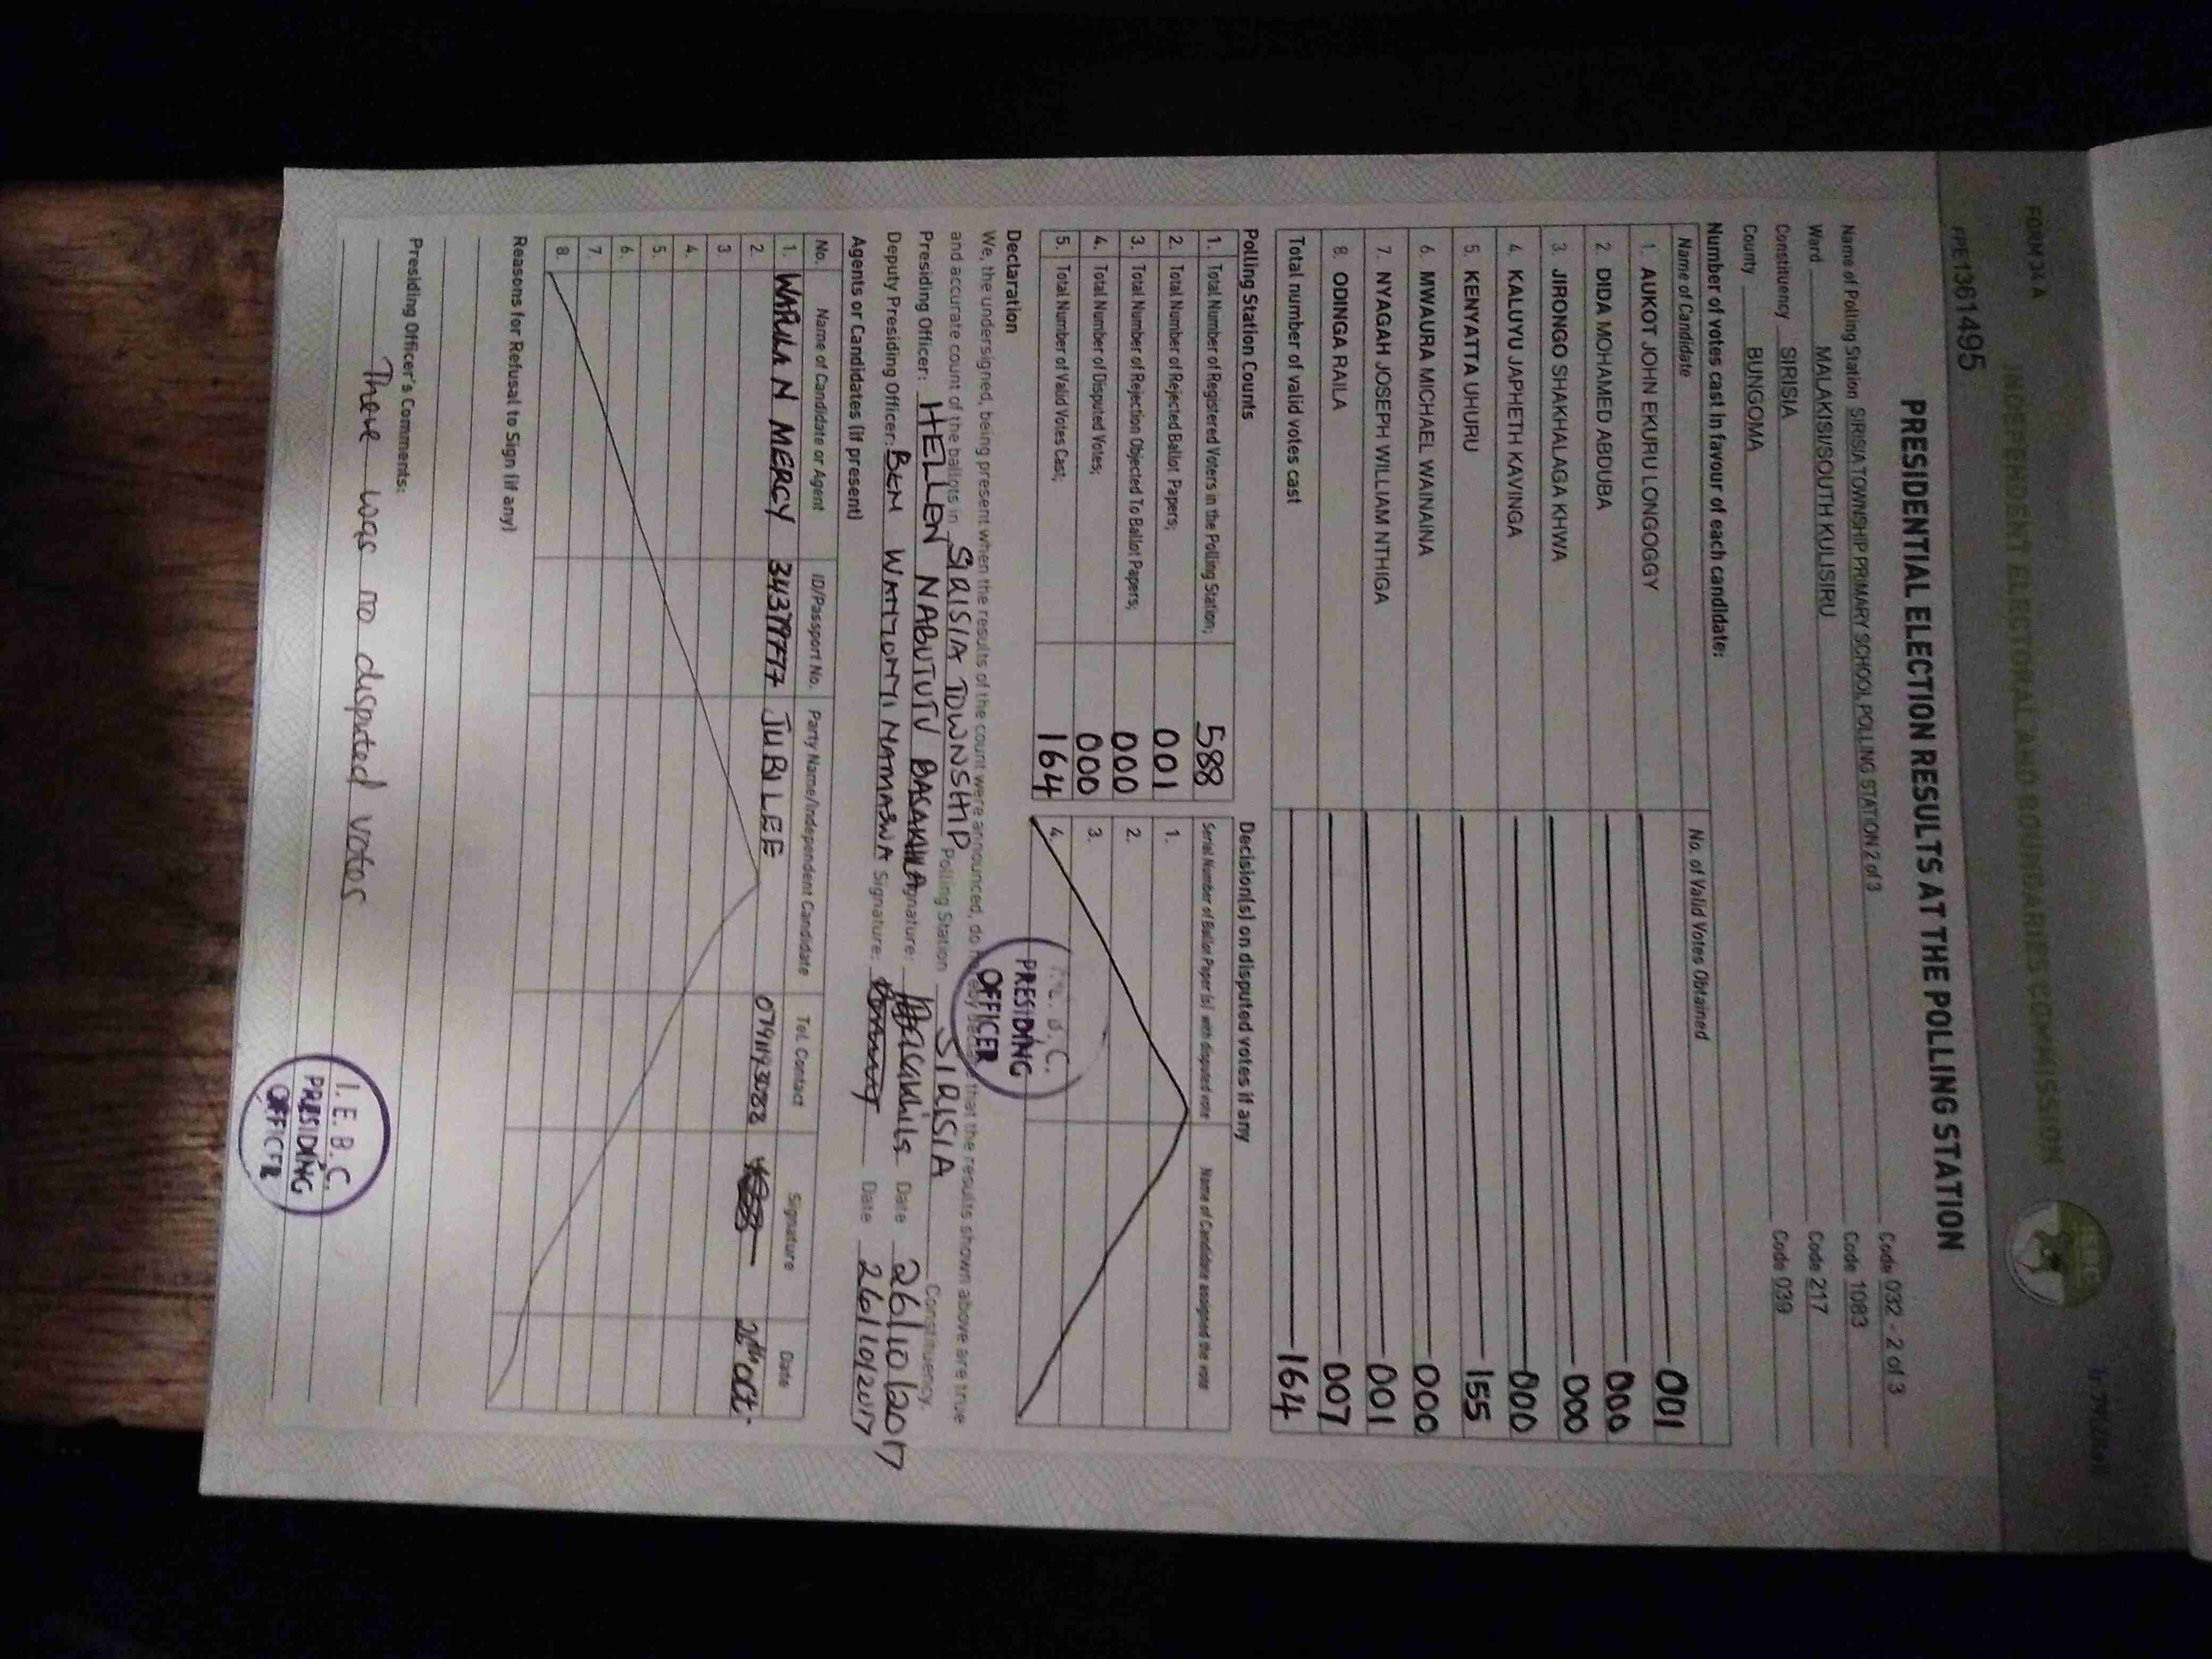 FORM 34 A
INDEPENDENT ELECTORAL AND BOUNDARIES COMMISSION
FPE1361495
PRESIDENTIAL ELECTION RESULTS AT THE POLLING STATION
Name of Polling Station SIRISIA TOWNSHIP PRIMARY SCHOOL POLLING STATION 2 of 3 Code 032 - 2 of 3
Ward MALAKISI/SOUTH KULISIRU Code 1083
Constituency SIRISIA Code 217
County BUNGOMA Code 039
Number of votes cast in favour of each candidate:
Name of Candidate No. of Valid Votes Obtained
1. AUKOT JOHN EKURU LONGOGGY 001
2. DIDA MOHAMED ABDUBA 000
3. JIRONGO SHAKHALAGA KHWA 000
4. KALUYU JAPHETH KAVINGA 000
5. KENYATTA UHURU 155
6. MWAURA MICHAEL WAINAINA 000
7. NYAGAH JOSEPH WILLIAM NTHIGA 001
8. ODINGA RAILA 007
Total number of valid votes cast 164
Polling Station Counts Decision(s) on disputed votes if any
1. Total Number of Registered Voters in the Polling Station; 588 Serial Number of Ballot Paper (s) with disputed vote Name of Candidate assigned the vote
2. Total Number of Rejected Ballot Papers; 001 1.
3. Total Number of Rejection Objected To Ballot Papers; 000 2.
4. Total Number of Disputed Votes; 000 3.
5. Total Number of Valid Votes Cast; 164 4.
PRESIDING
OFFICER
Declaration
We, the undersigned, being present when the results of the count were announced, do hereby declare that the results shown above are true
and accurate count of the ballots in SIRISIA TOWNSHIP Polling Station SIRISIA Constituency.
Presiding Officer: HELLEN NABUTUTU Signature: Date 26/10/2017
Deputy Presiding Officer: BEN NAMASWA Signature: Date 26/10/2017
Agents or Candidates (if present)
No. Name of Candidate or Agent ID/Passport No. Party Name/Independent Candidate Tel. Contact Signature Date
1. MERCY JUBILEE
2.
3
4.
5.
6.
7.
8.
Reasons for Refusal to Sign (if any)
Presiding Officer's Comments:
There was no disputed votes
I. E. B. C.
PRESIDING
OFFICER